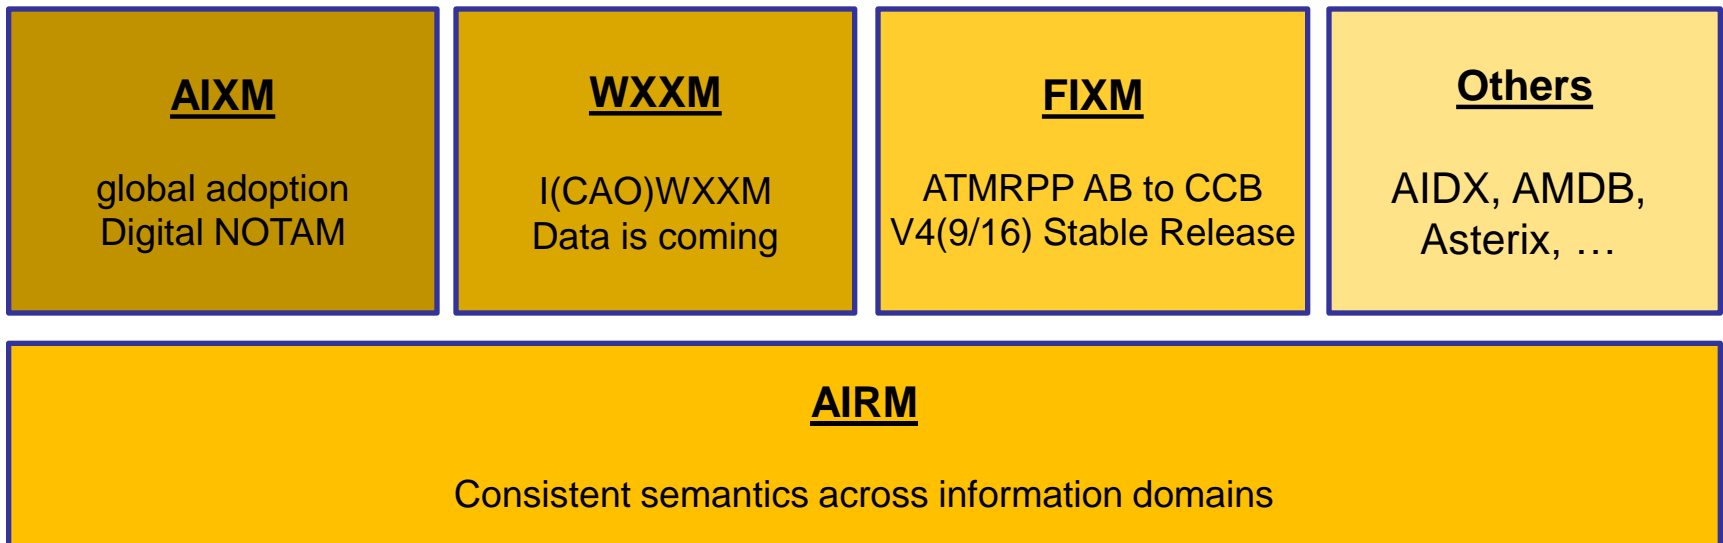 AIXM
global adoption
Digital NOTAM
WXXM
I(CAO)WXXM
Data is coming
FIXM
ATMRPP AB to CCB
V4(9/16) Stable Release
Others
AIDX, AMDB,
Asterix, …
AIRM
Consistent semantics across information domains